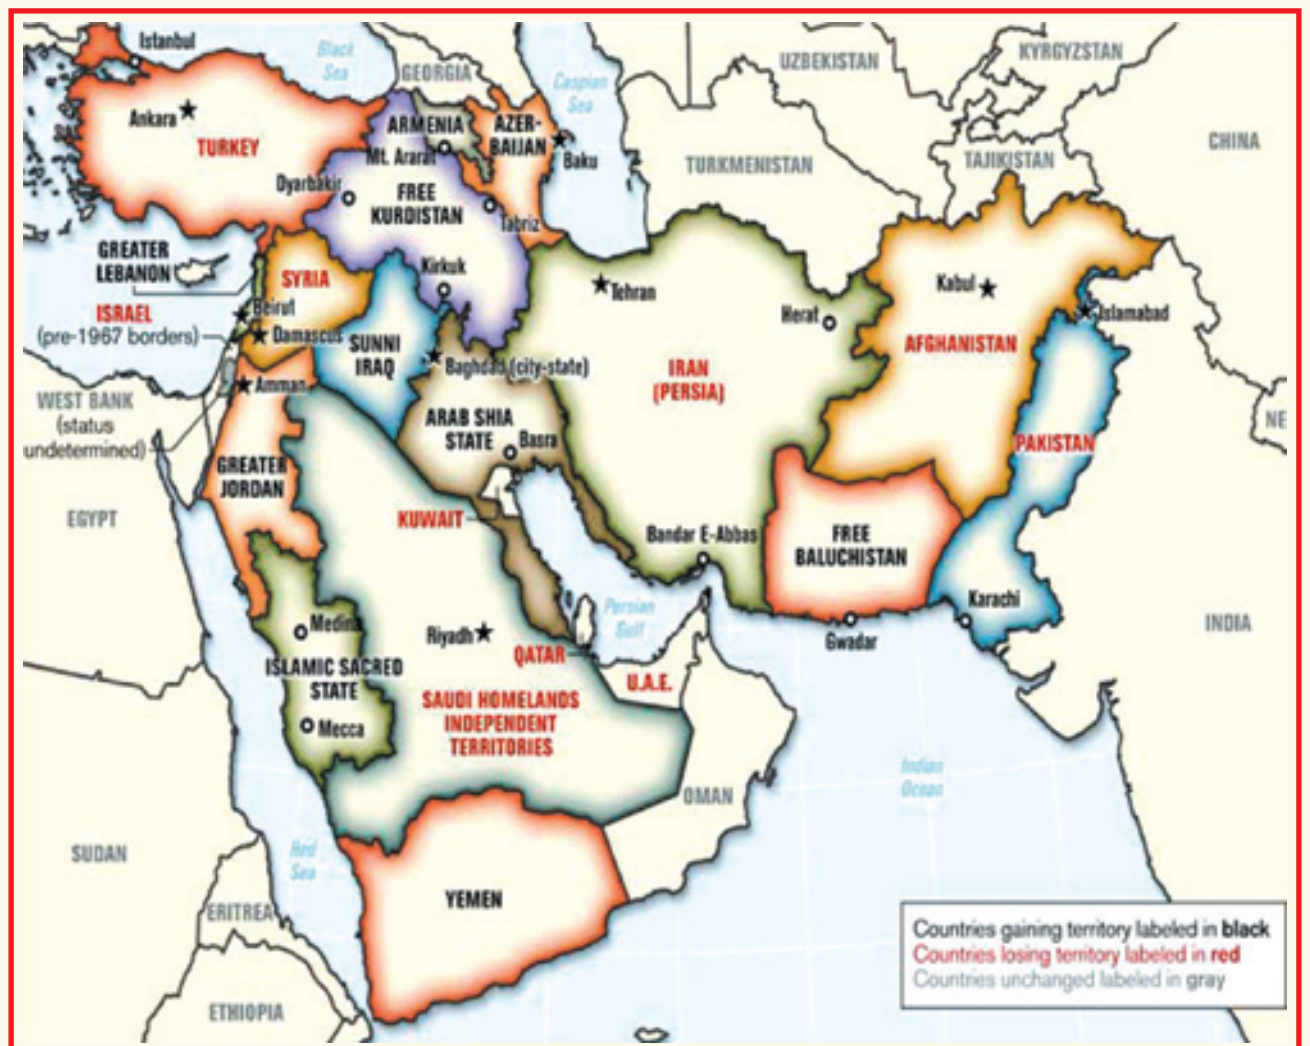 Istanbul
Black
Sea
GEORGIA
Caspian
Sea
UZBEKISTAN
KYRGYZSTAN
Ankara
TURKEY
ARMENIA
AZER-
BAIJAN
Baku
Mt. Ararat
TURKMENISTAN
TAJIKISTAN
CHINA
Dyarbakir
FREE
KURDISTAN
Tabriz
GREATER
LEBANON
SYRIA
Kirkuk
Tehran
Kabul
Islamabad
ISRAEL
(pre-1967 borders)
Beirut
Damascus
Herat
SUNNI
IRAQ
Baghdad (city-state)
IRAN
(PERSIA)
AFGHANISTAN
Amman
WEST BANK
(status
undetermined)
ARAB SHIA
STATE
Basra
NE
PAKISTAN
GREATER
JORDAN
EGYPT
KUWAIT
Bandar E-Abbas
FREE
BALUCHISTAN
Karachi
Persian
Gulf
Gwadar
INDIA
Medina
Riyadh
QATAR
ISLAMIC SACRED
STATE
U.A.E.
Mecca
SAUDI HOMELANDS
INDEPENDENT
TERRITORIES
Indian
Ocean
OMAN
SUDAN
Red
Sea
YEMEN
ERITREA
ETHIOPIA
Countries gaining territory labeled in black
Countries losing territory labeled in red
Countries unchanged labeled in gray